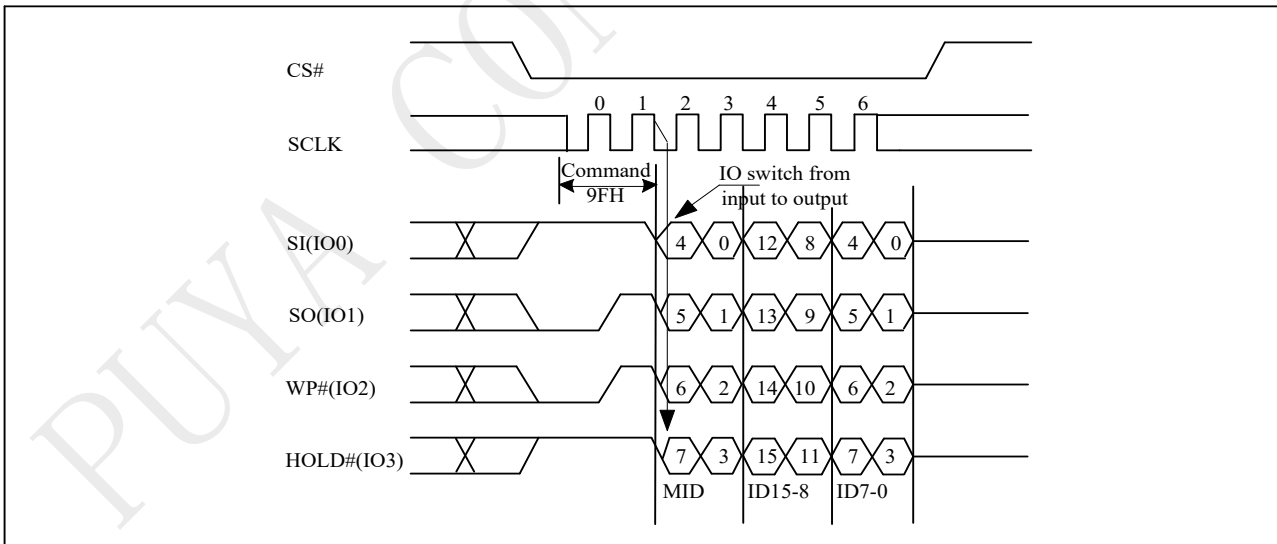 PUYA CON
CS#
0 1 2 3 4 5 6
SCLK
Command
9FH
IO switch from
input to output
SI(IO0)
4 0 12 8 4 0
SO(IO1)
5 1 13 9 5 1
WP#(IO2)
6 2 14 10 6 2
HOLD#(IO3)
7 3 15 11 7 3
MID ID15-8 ID7-0